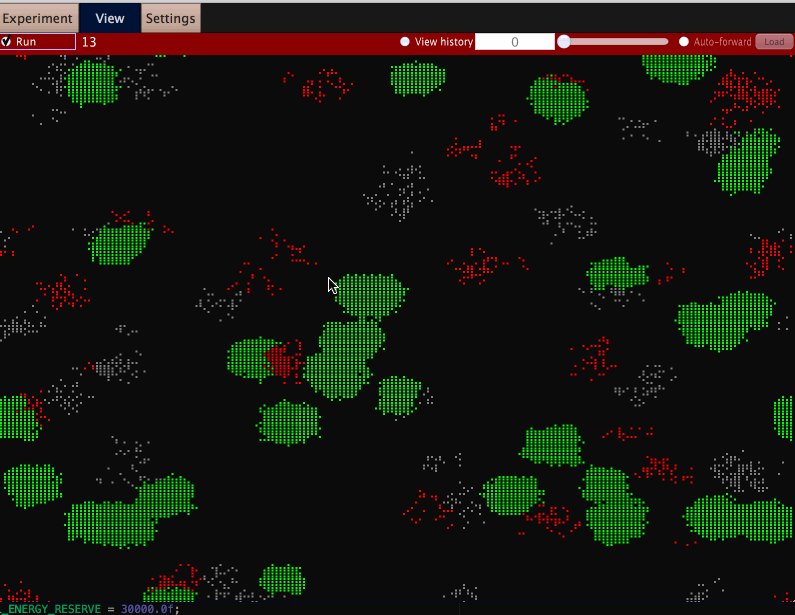 Experiment View Settings
Run 13 View history 0 Auto-forward Load
_ENERGY_RESERVE = 30000.0f;